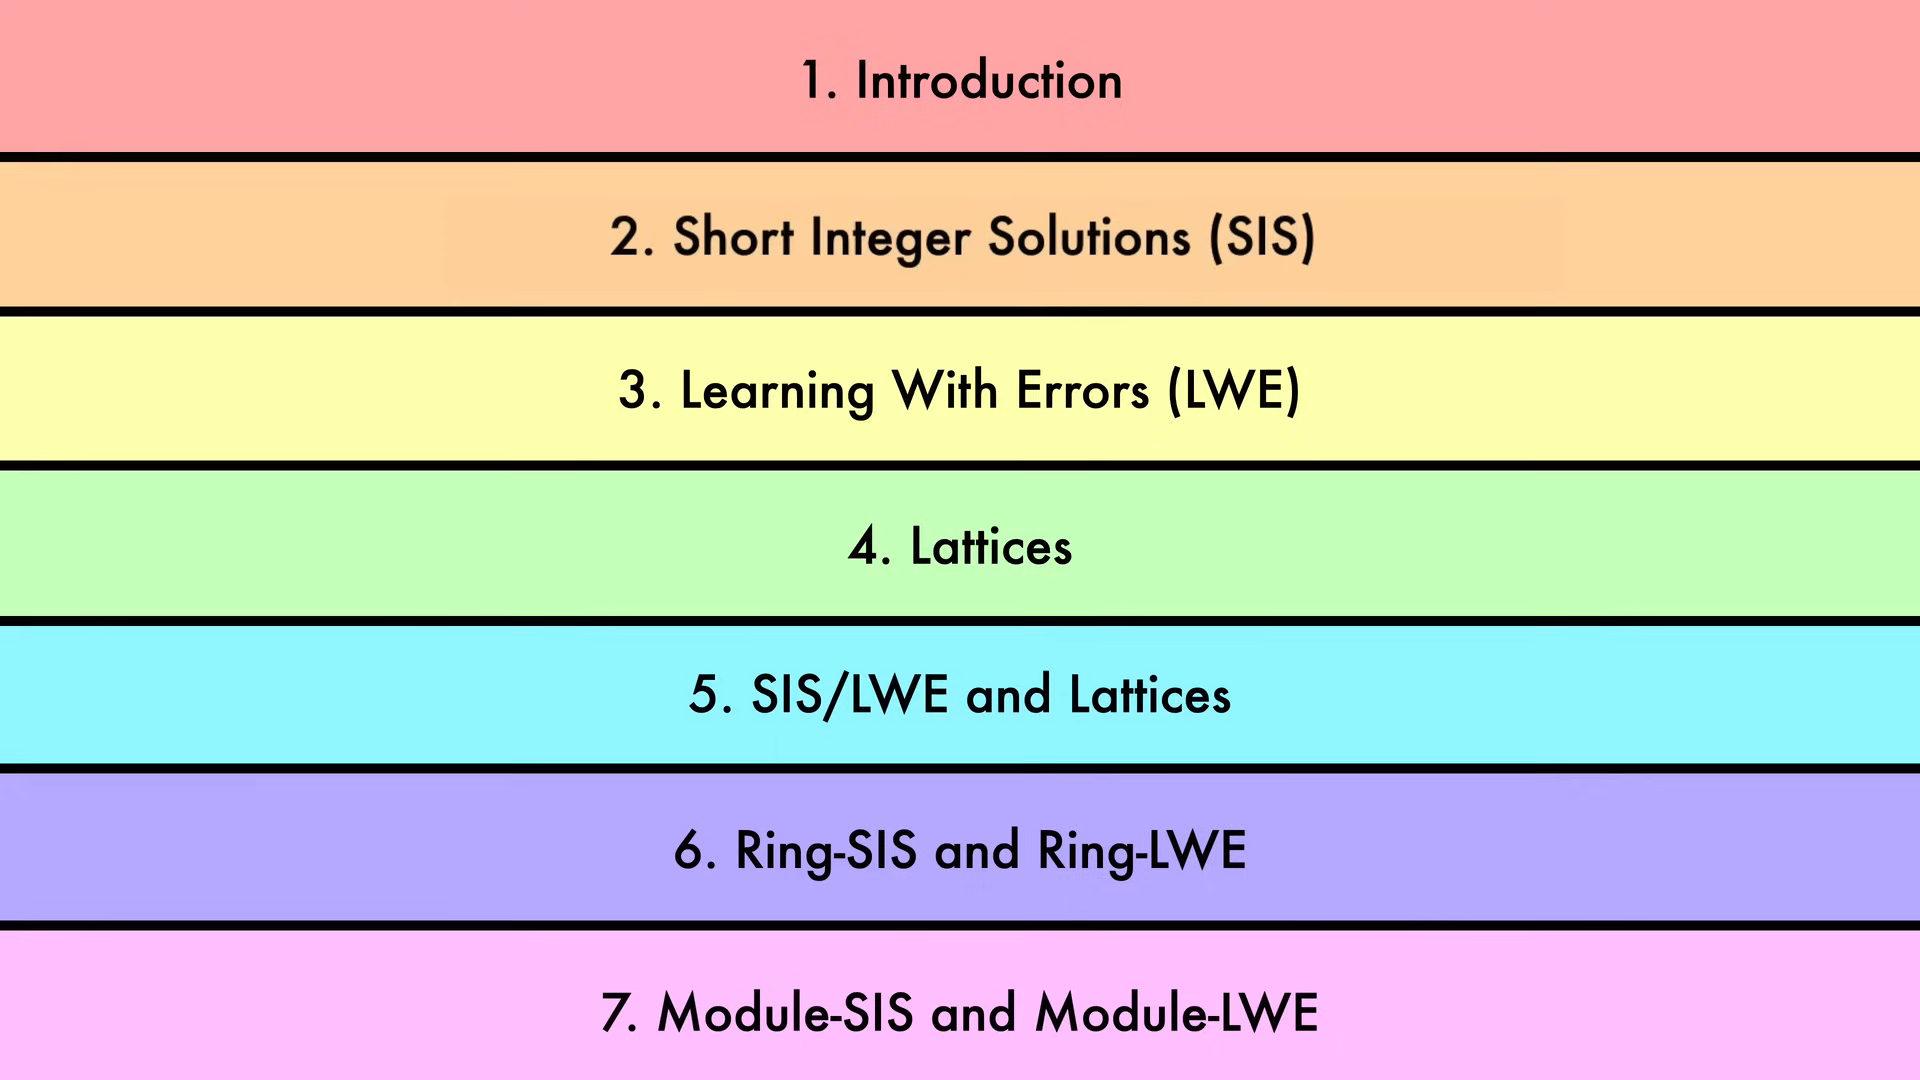 1. Introduction
2. Short Integer Solutions (SIS)
3. Learning With Errors (LWE)
4. Lattices
5. SIS/LWE and Lattices
6. Ring-SIS and Ring-LWE
7. Module-SIS and Module-LWE